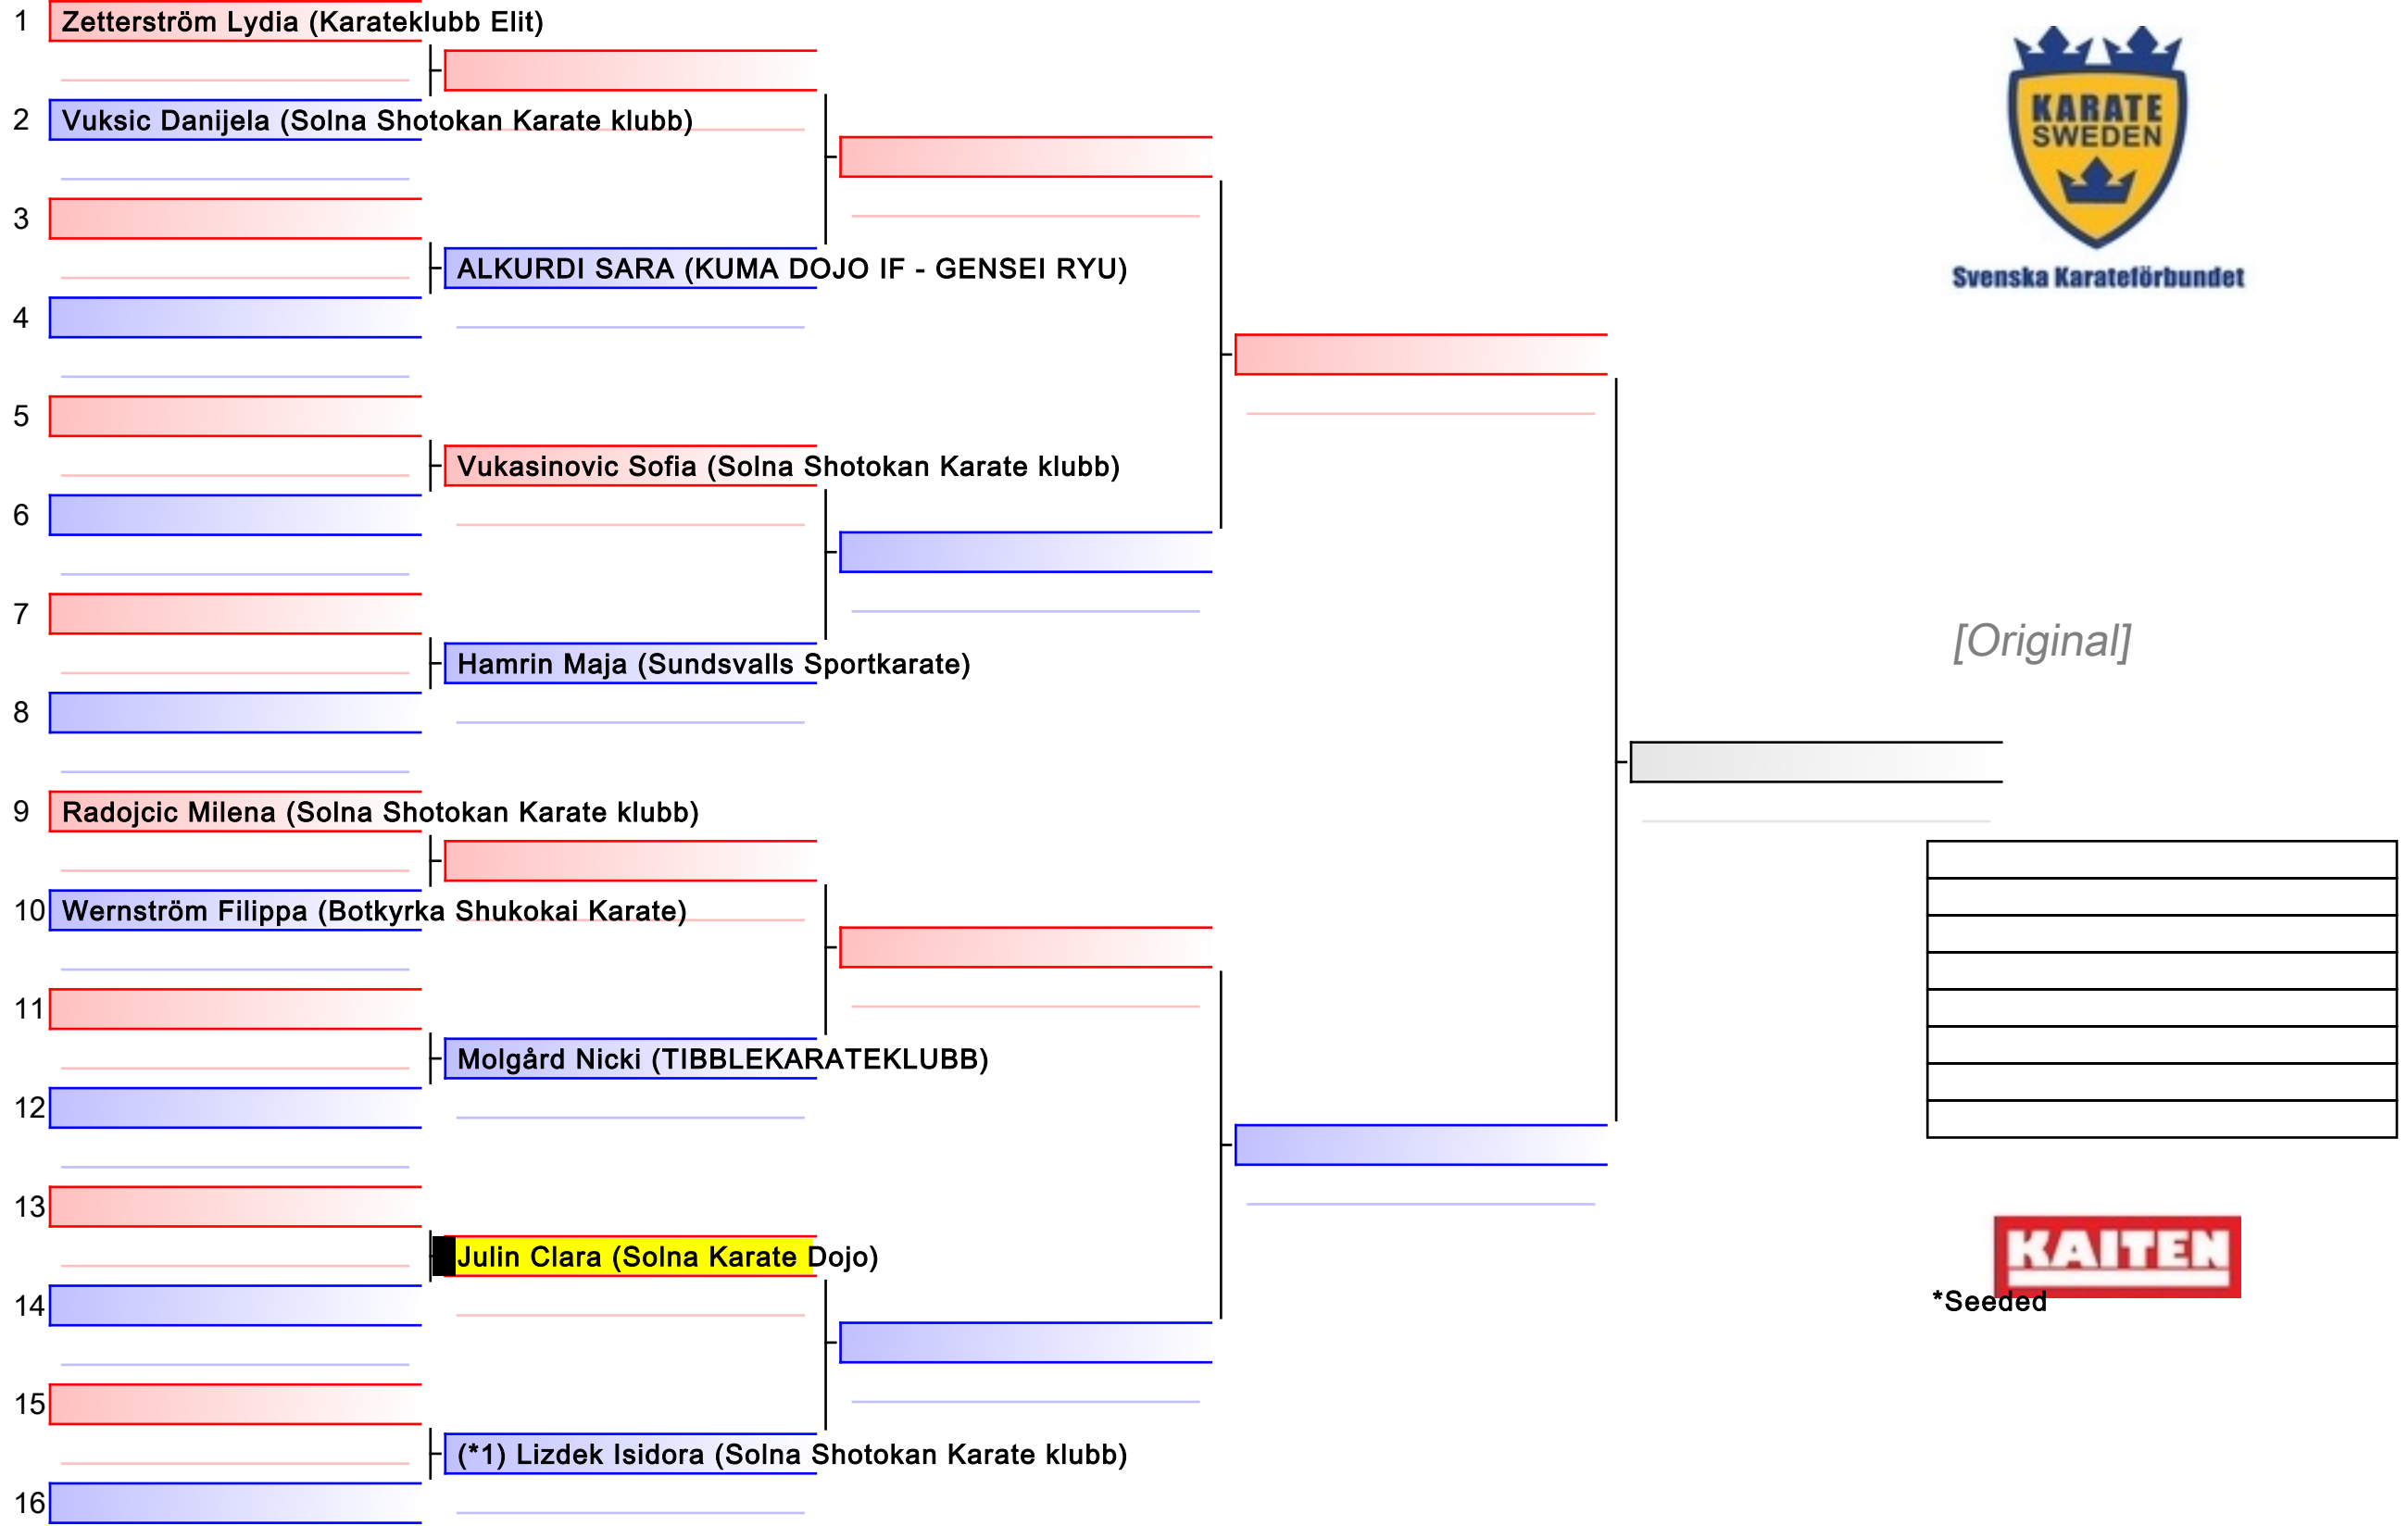 1 Zetterström Lydia (Karateklubb Elit)
2 Vuksic Danijela (Solna Shotokan Karate klubb)
KARATE
SWEDEN
3
ALKURDI SARA (KUMA DOJO IF - GENSEI RYU)
Svenska Karateförbundet
4
5
Vukasinovic Sofia (Solna Shotokan Karate klubb)
6
7
[Original]
Hamrin Maja (Sundsvalls Sportkarate)
8
9 Radojcic Milena (Solna Shotokan Karate klubb)
10 Wernström Filippa (Botkyrka Shukokai Karate)
11
Molgård Nicki (TIBBLEKARATEKLUBB)
12
13
Julin Clara (Solna Karate Dojo)
KAITEN
14
*Seeded
15
(*1) Lizdek Isidora (Solna Shotokan Karate klubb)
16